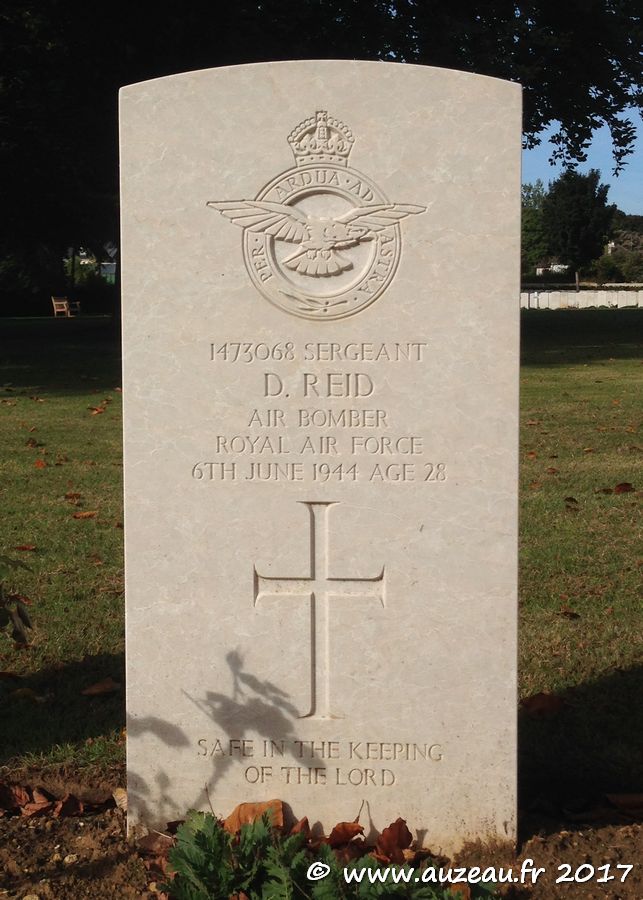 PER · ARDUA · AD ASTRA
1473068 SERGEANT
D. REID
AIR BOMBER
ROYAL AIR FORCE
6TH JUNE 1944 AGE 28
SAFE IN THE KEEPING
OF THE LORD
© www.auzeau.fr 2017